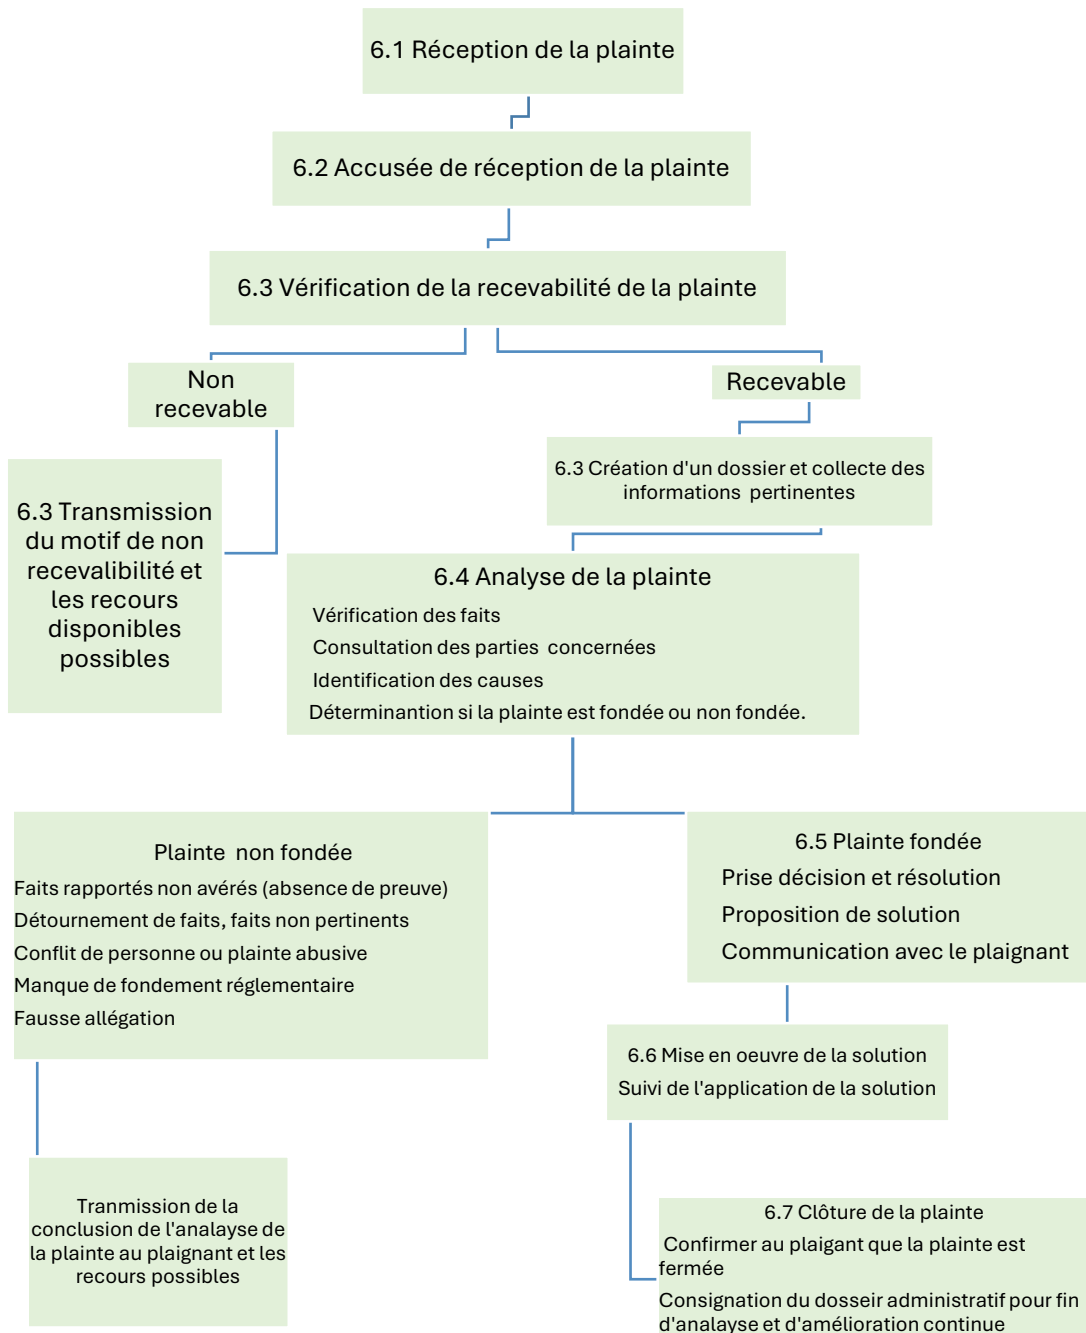 6.1 Réception de la plainte
6.2 Accusée de réception de la plainte
6.3 Vérification de la recevabilité de la plainte
Non
recevable
Recevable
6.3 Transmission
du motif de non
recevalibilité et
les recours
disponibles
possibles
6.3 Création d'un dossier et collecte des
informations pertinentes
6.4 Analyse de la plainte
Vérification des faits
Consultation des parties concernées
Identification des causes
Déterminantion si la plainte est fondée ou non fondée.
Plainte non fondée
Faits rapportés non avérés (absence de preuve)
Détournement de faits, faits non pertinents
Conflit de personne ou plainte abusive
Manque de fondement réglementaire
Fausse allégation
6.5 Plainte fondée
Prise décision et résolution
Proposition de solution
Communication avec le plaignant
6.6 Mise en oeuvre de la solution
Suivi de l'application de la solution
Tranmission de la
conclusion de l'analayse de
la plainte au plaignant et les
recours possibles
6.7 Clôture de la plainte
Confirmer au plaigant que la plainte est
fermée
Consignation du dosseir administratif pour fin
d'analayse et d'amélioration continue